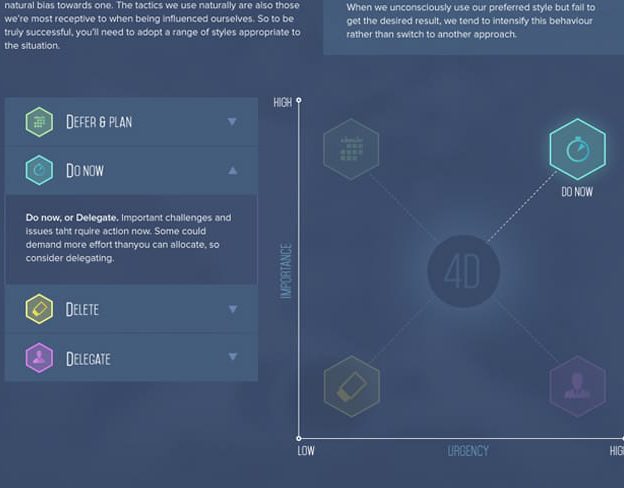 natural bias towards one. The tactics we use naturally are also those
we're most receptive to when being influenced ourselves. So to be
truly successful, you'll need to adopt a range of styles appropriate to
the situation.
When we unconsciously use our preferred style but fail to
get the desired result, we tend to intensify this behaviour
rather than switch to another approach.
DEFER & PLAN
DO NOW
Do now, or Delegate. Important challenges and
issues taht rquire action now. Some could
demand more effort thanyou can allocate, so
consider delegating.
DELETE
DELEGATE
HIGH
IMPORTANCE
DO NOW
4D
LOW
URGENCY
HIG